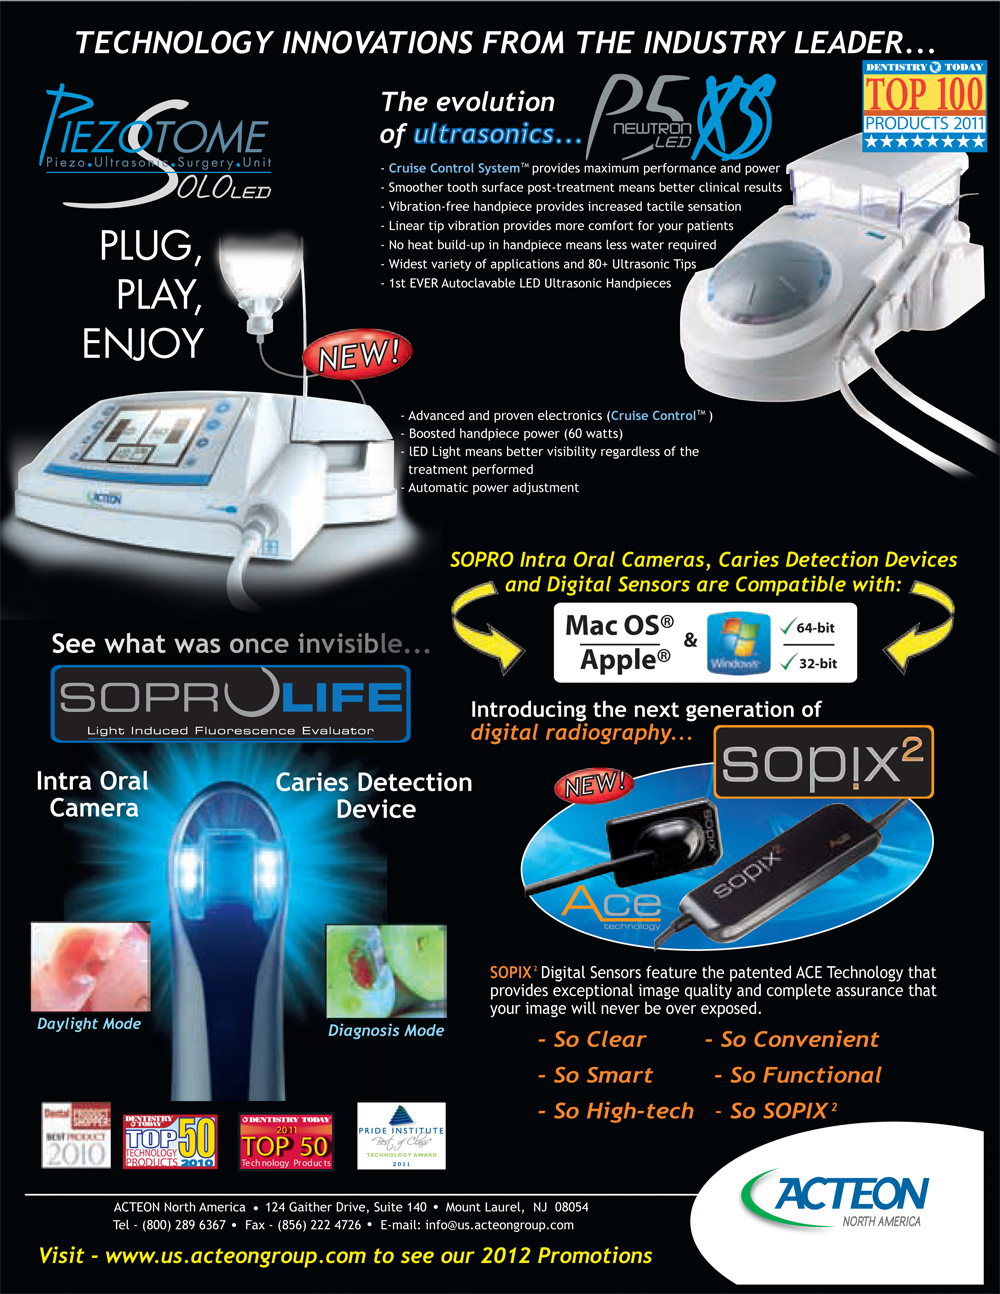 TECHNOLOGY INNOVATIONS FROM THE INDUSTRY LEADER...
DENTISTRY TODAY
TOP 100
PRODUCTS 2011
PIEZOTOME
Piezo.Ultrasonic.Surgery.Unit
SOLO LED
PLUG,
PLAY,
ENJOY
The evolution
of ultrasonics...
P5 XS
NEWTRON
LED
- Cruise Control System™ provides maximum performance and power
- Smoother tooth surface post-treatment means better clinical results
- Vibration-free handpiece provides increased tactile sensation
- Linear tip vibration provides more comfort for your patients
- No heat build-up in handpiece means less water required
- Widest variety of applications and 80+ Ultrasonic Tips
- 1st EVER Autoclavable LED Ultrasonic Handpieces
NEW!
ACTEON
- Advanced and proven electronics (Cruise Control™ )
- Boosted handpiece power (60 watts)
- lED Light means better visibility regardless of the
treatment performed
- Automatic power adjustment
SOPRO Intra Oral Cameras, Caries Detection Devices
and Digital Sensors are Compatible with:
Mac OS®
Apple®
&
Windows
✓ 64-bit
✓ 32-bit
See what was once invisible...
SOPROLIFE
Light Induced Fluorescence Evaluator
Intra Oral
Camera
Caries Detection
Device
Daylight Mode
Diagnosis Mode
Introducing the next generation of
digital radiography...
sopix²
NEW!
sopix
sopix²
Ace
Ace
technology
SOPIX² Digital Sensors feature the patented ACE Technology that
provides exceptional image quality and complete assurance that
your image will never be over exposed.
- So Clear
- So Convenient
- So Smart
- So Functional
- So High-tech
- So SOPIX²
Dental PRODUCT SHOPPER
BEST PRODUCT
2010
DENTISTRY TODAY
TOP 50
TECHNOLOGY
PRODUCTS 2010
DENTISTRY TODAY
2011
TOP 50
Technology Products
PRIDE INSTITUTE
"Best of Class"
TECHNOLOGY AWARD
2011
ACTEON North America • 124 Gaither Drive, Suite 140 • Mount Laurel, NJ 08054
Tel - (800) 289 6367 • Fax - (856) 222 4726 • E-mail: info@us.acteongroup.com
Visit - www.us.acteongroup.com to see our 2012 Promotions
ACTEON
NORTH AMERICA